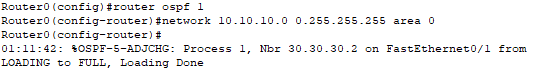 Router0(config)#router ospf 1
Router0(config-router)#network 10.10.10.0 0.255.255.255 area 0
Router0(config-router)#
01:11:42: %OSPF-5-ADJCHG: Process 1, Nbr 30.30.30.2 on FastEthernet0/1 from
LOADING to FULL, Loading Done